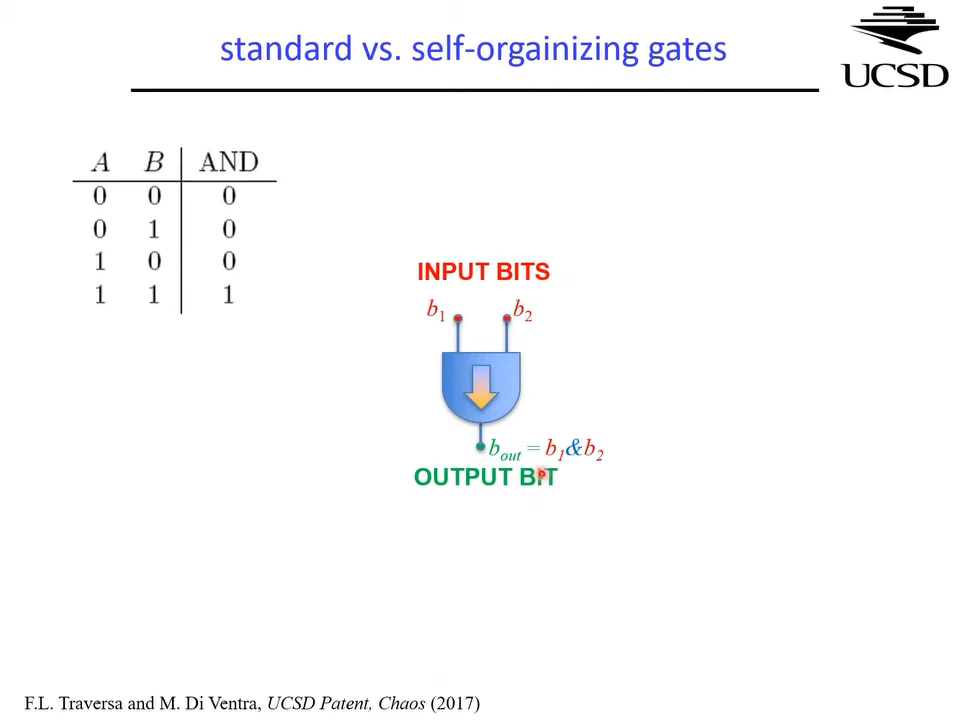 standard vs. self-orgainizing gates
UCSD
A B AND
0 0 0
0 1 0
1 0 0
1 1 1
INPUT BITS
b1 b2
bout = b1&b2
OUTPUT BIT
F.L. Traversa and M. Di Ventra, UCSD Patent, Chaos (2017)